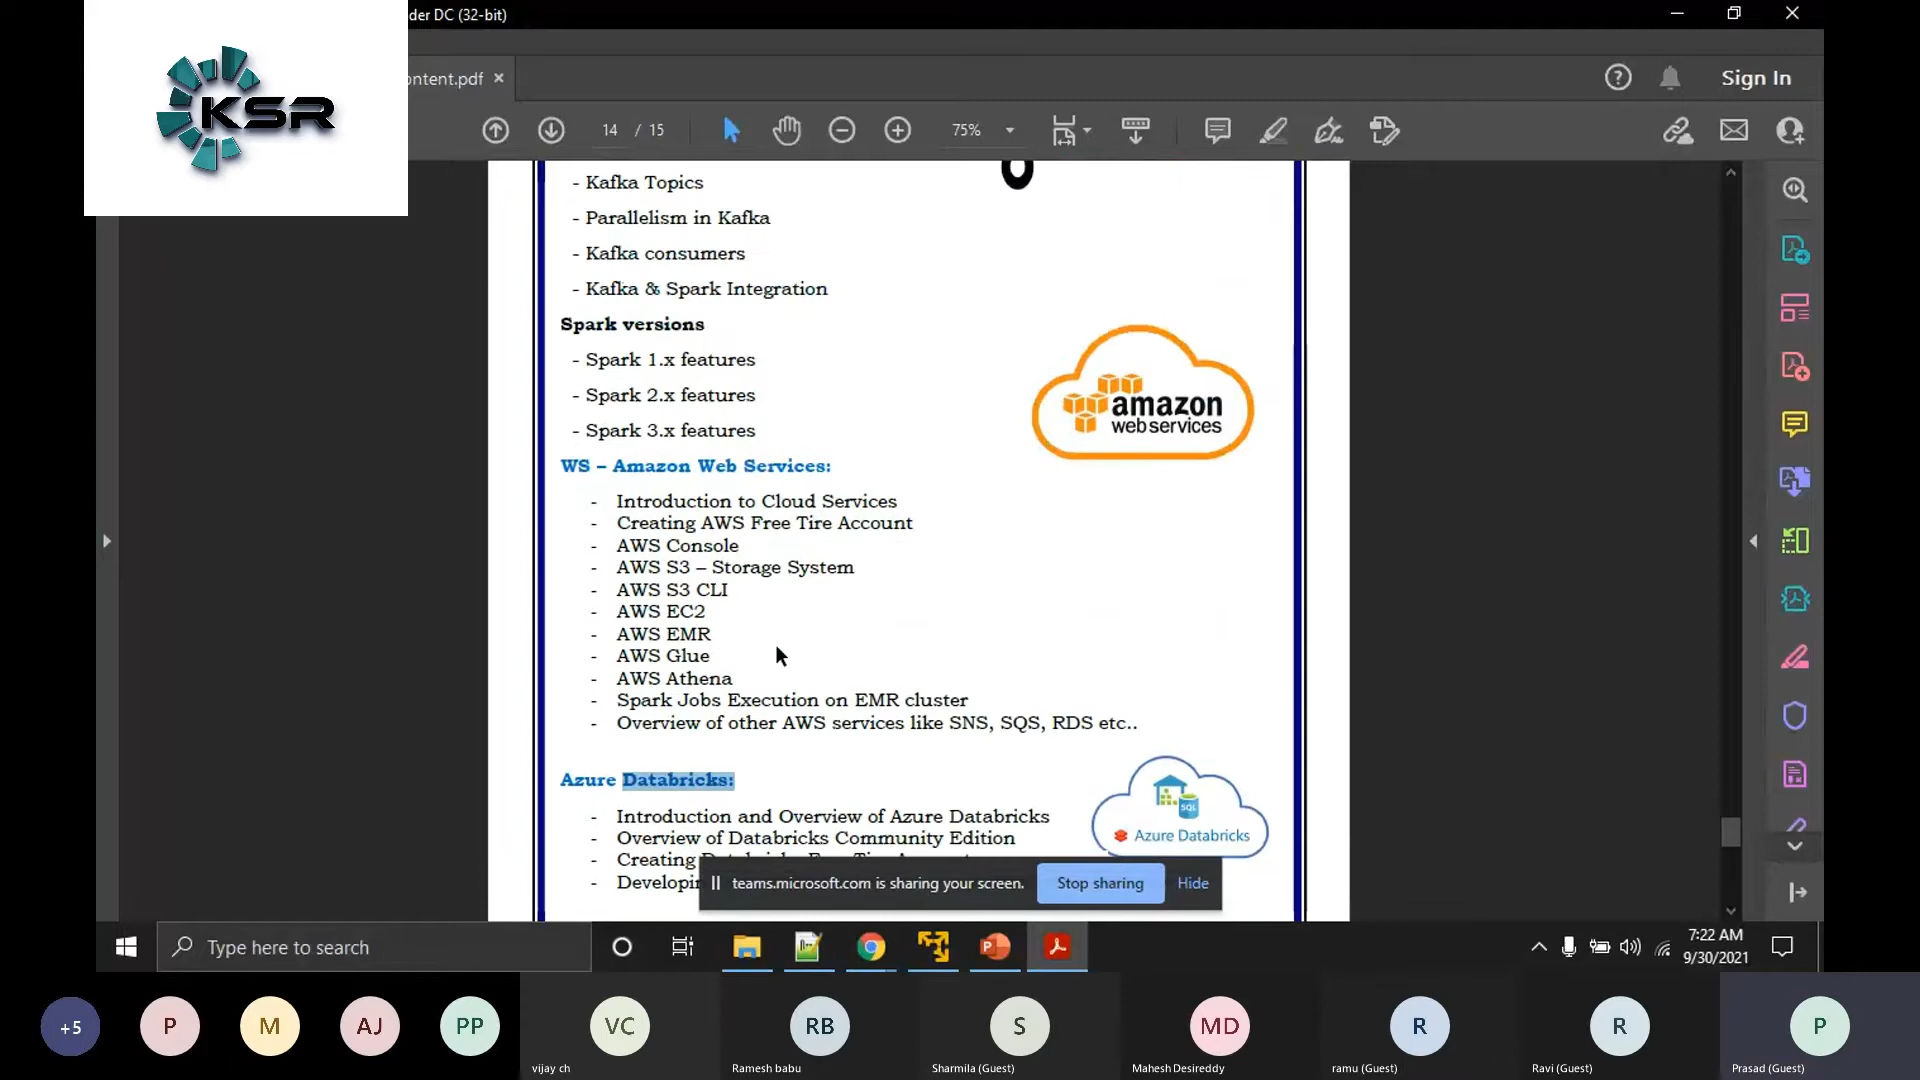 der DC (32-bit)
KSR
ontent.pdf
Sign In
14 / 15
75%
- Kafka Topics
- Parallelism in Kafka
- Kafka consumers
- Kafka & Spark Integration
Spark versions
- Spark 1.x features
- Spark 2.x features
- Spark 3.x features
amazon
webservices
WS – Amazon Web Services:
- Introduction to Cloud Services
- Creating AWS Free Tire Account
- AWS Console
- AWS S3 – Storage System
- AWS S3 CLI
- AWS EC2
- AWS EMR
- AWS Glue
- AWS Athena
- Spark Jobs Execution on EMR cluster
- Overview of other AWS services like SNS, SQS, RDS etc..
Azure Databricks:
SQL
Azure Databricks
- Introduction and Overview of Azure Databricks
- Overview of Databricks Community Edition
- Creating
- Developin
teams.microsoft.com is sharing your screen.
Stop sharing
Hide
Type here to search
7:22 AM
9/30/2021
+5
P
M
AJ
PP
VC
RB
S
MD
R
R
P
vijay ch
Ramesh babu
Sharmila (Guest)
Mahesh Desireddy
ramu (Guest)
Ravi (Guest)
Prasad (Guest)